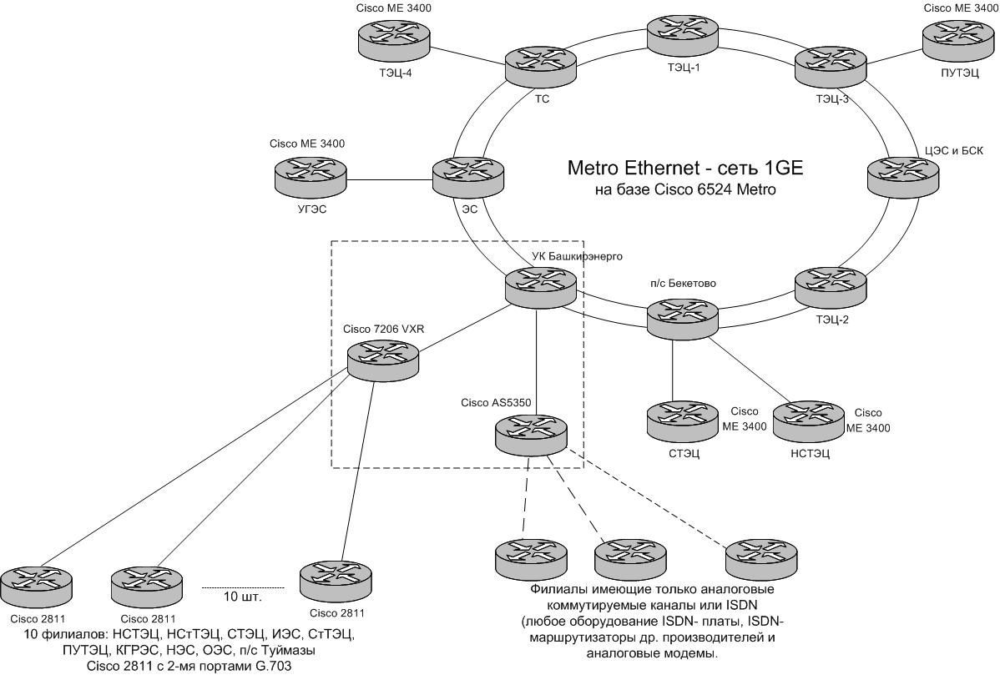 Cisco ME 3400
ТЭЦ-4
ТС
ТЭЦ-1
ТЭЦ-3
Cisco ME 3400
ПУТЭЦ
Cisco ME 3400
УГЭС
ЭС
Metro Ethernet - сеть 1GE
на базе Cisco 6524 Metro
ЦЭС и БСК
УК Башкирэнерго
п/с Бекетово
ТЭЦ-2
Cisco 7206 VXR
Cisco AS5350
Cisco
ME 3400
СТЭЦ
Cisco
ME 3400
НСТЭЦ
Cisco 2811
Cisco 2811
10 шт.
Cisco 2811
10 филиалов: НСТЭЦ, НСтТЭЦ, СТЭЦ, ИЭС, СтТЭЦ,
ПУТЭЦ, КГРЭС, НЭС, ОЭС, п/с Туймазы
Cisco 2811 с 2-мя портами G.703
Филиалы имеющие только аналоговые
коммутируемые каналы или ISDN
(любое оборудование ISDN- платы, ISDN-
маршрутизаторы др. производителей и
аналоговые модемы.